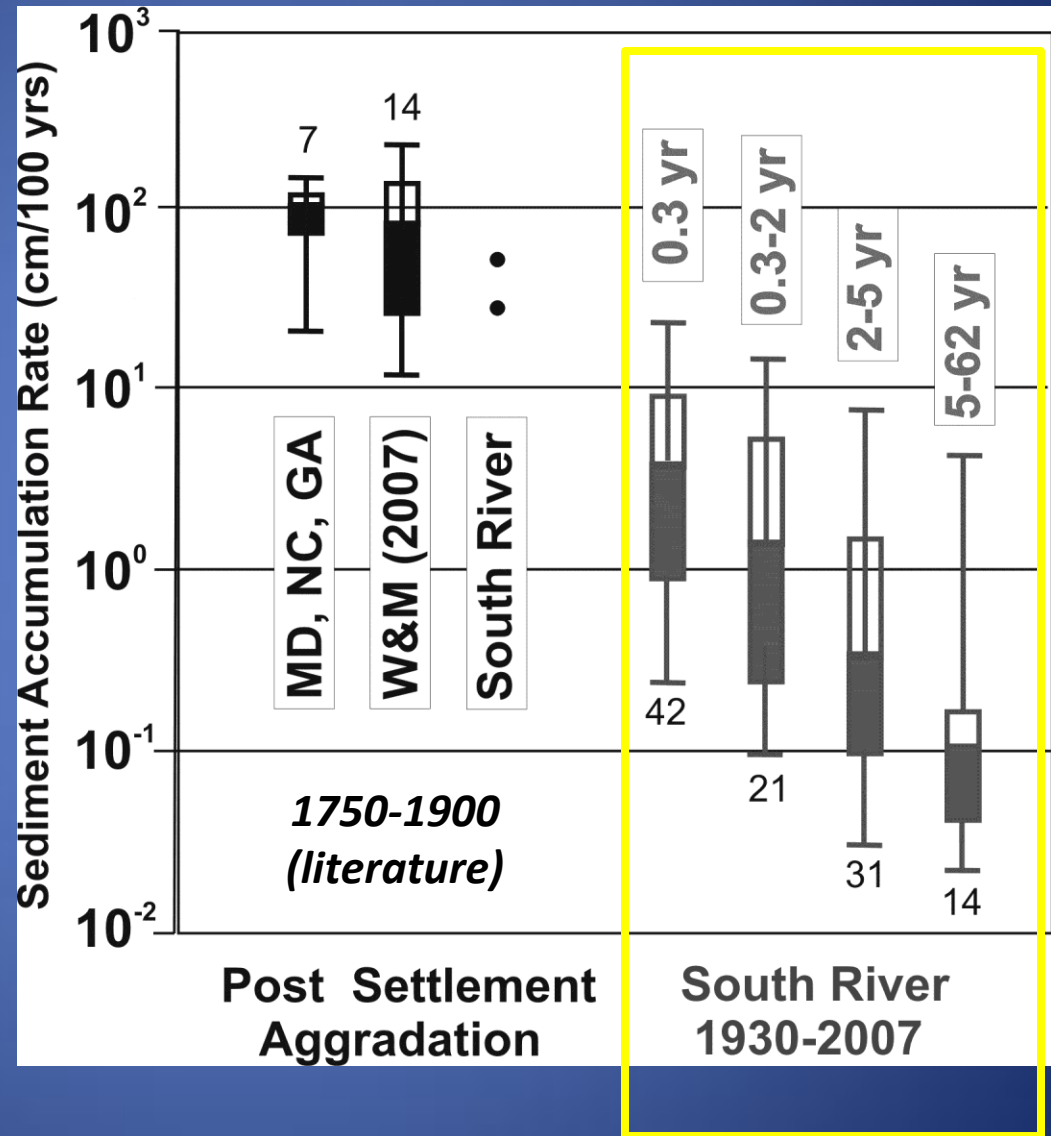 Sediment Accumulation Rate (cm/100 yrs)
10³
10²
10¹
10⁰
10⁻¹
10⁻²
7
14
MD, NC, GA
W&M (2007)
South River
1750-1900
(literature)
Post Settlement
Aggradation
0.3 yr
0.3-2 yr
2-5 yr
5-62 yr
42
21
31
14
South River
1930-2007